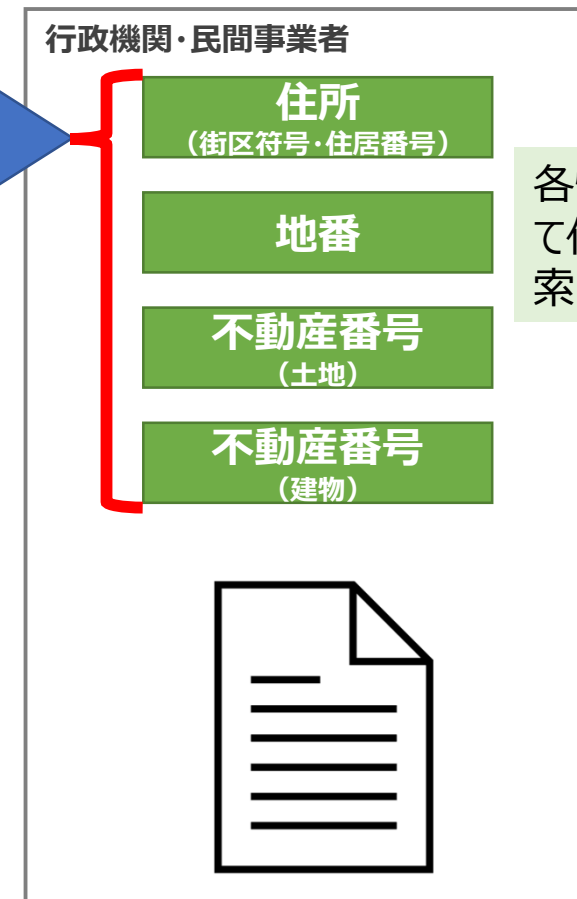 行政機関・民間事業者
住所
（街区符号・住居番号）
地番
不動産番号
（土地）
不動産番号
（建物）
各
て
索